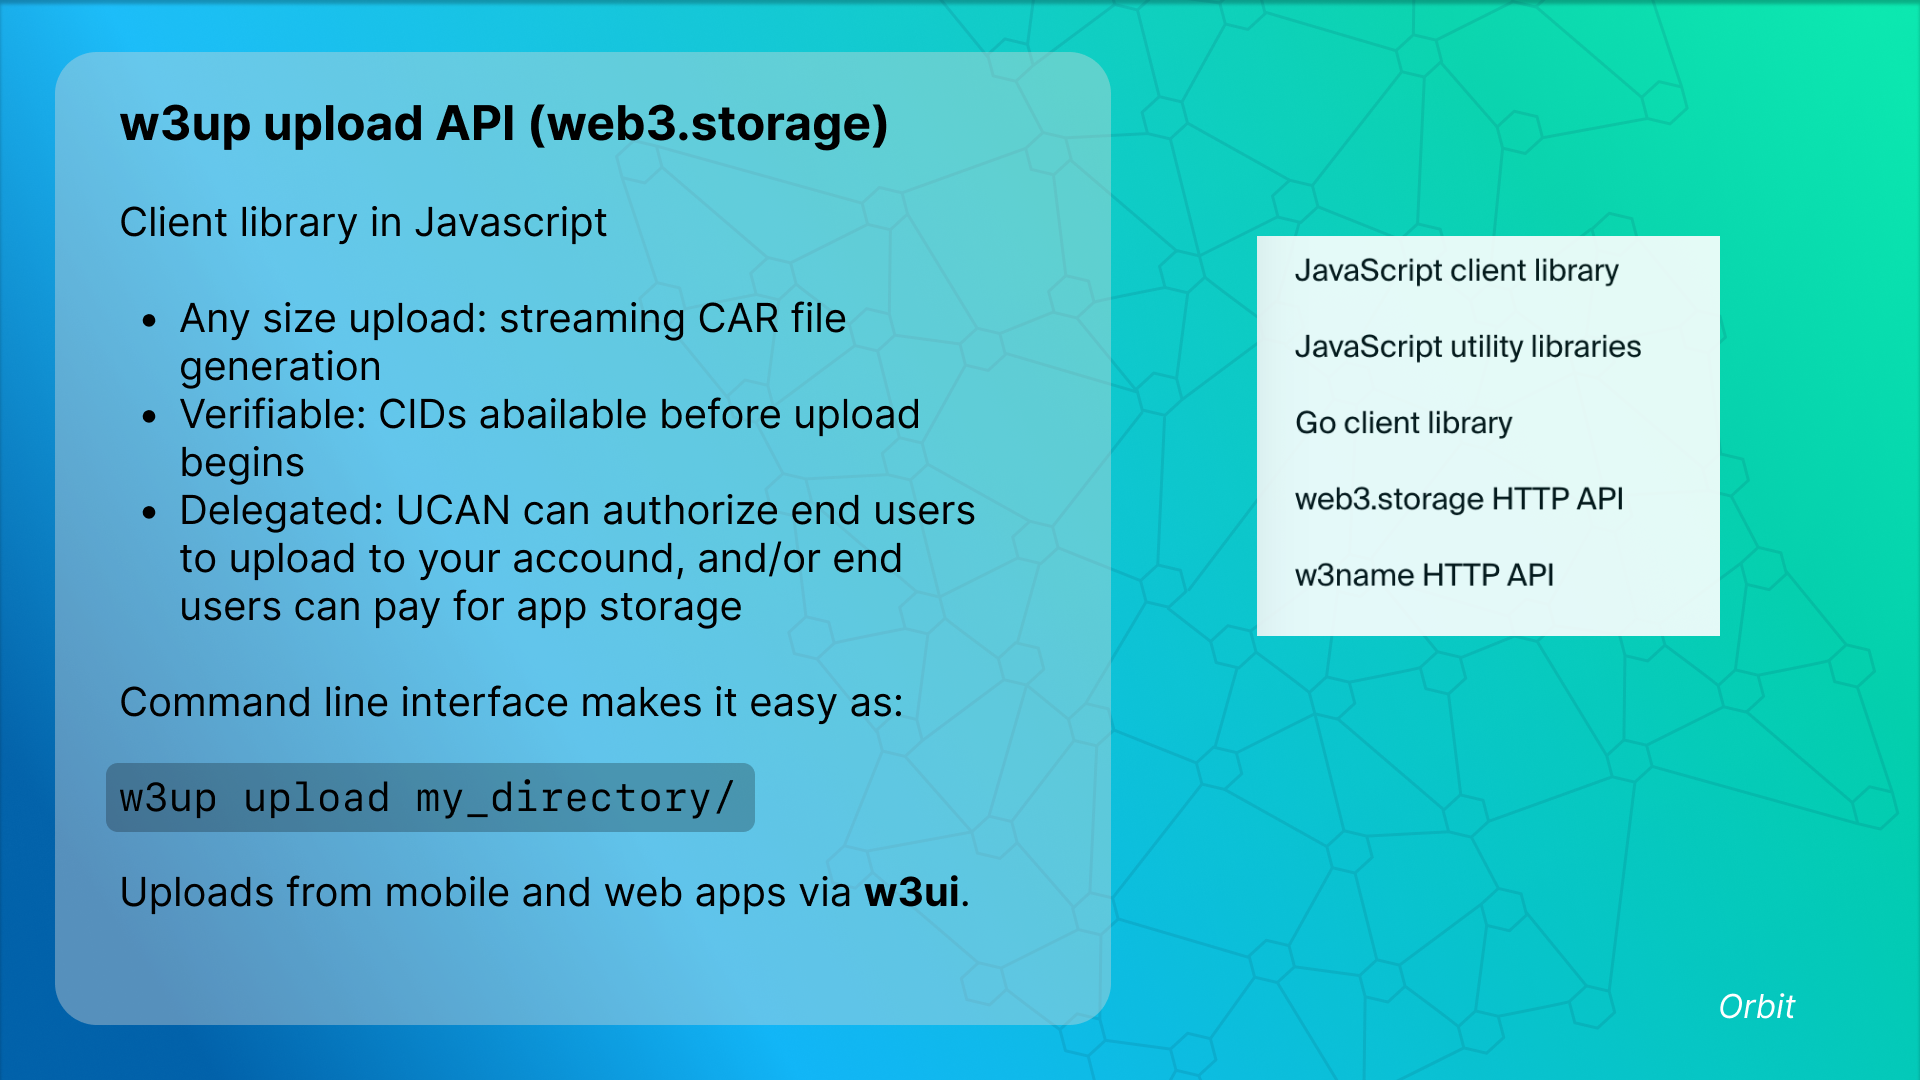 w3up upload API (web3.storage)
Client library in Javascript
• Any size upload: streaming CAR file
generation
• Verifiable: CIDs abailable before upload
begins
• Delegated: UCAN can authorize end users
to upload to your accound, and/or end
users can pay for app storage
Command line interface makes it easy as:
w3up upload my_directory/
Uploads from mobile and web apps via w3ui.
JavaScript client library
JavaScript utility libraries
Go client library
web3.storage HTTP API
w3name HTTP API
Orbit